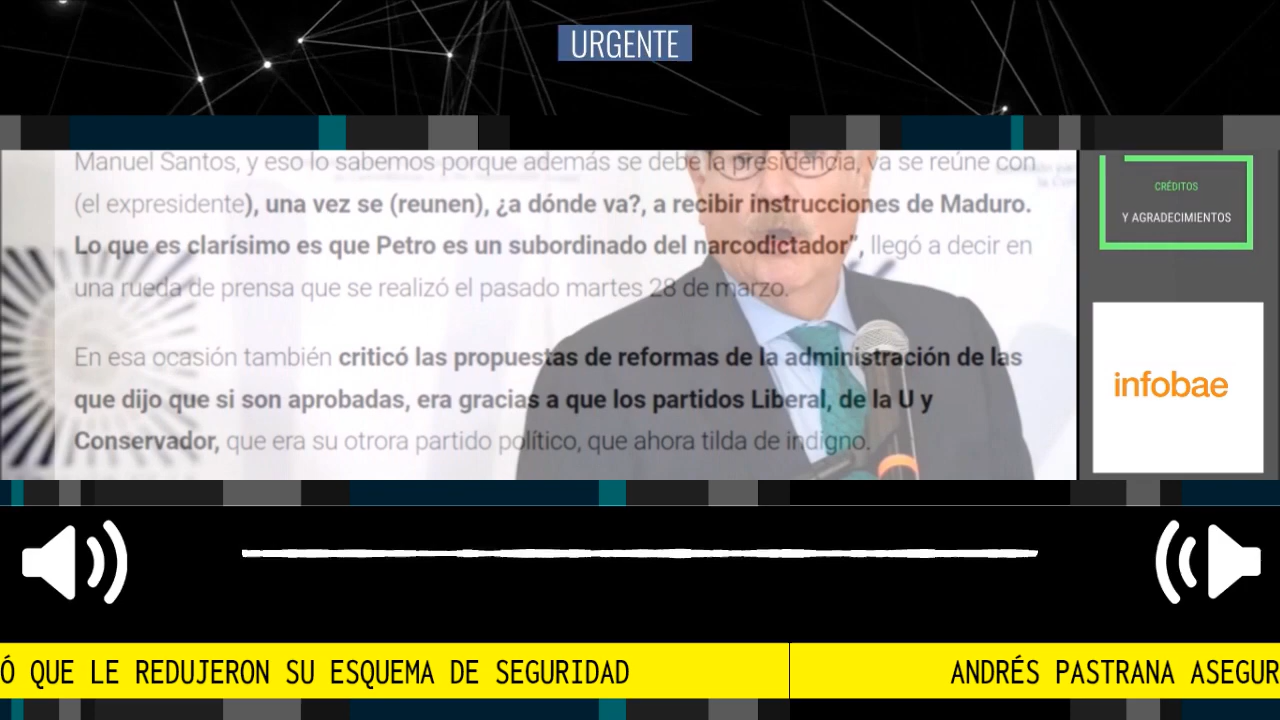 URGENTE
Manuel Santos, y eso lo sabemos porque además se debe la presidencia, va se reúne con
(el expresidente), una vez se (reunen), ¿a dónde va?, a recibir instrucciones de Maduro.
Lo que es clarísimo es que Petro es un subordinado del narcodictador”, llegó a decir en
una rueda de prensa que se realizó el pasado martes 28 de marzo.
En esa ocasión también criticó las propuestas de reformas de la administración de las
que dijo que si son aprobadas, era gracias a que los partidos Liberal, de la U y
Conservador, que era su otrora partido político, que ahora tilda de indigno.
CRÉDITOS
Y AGRADECIMIENTOS
infobae
Ó QUE LE REDUJERON SU ESQUEMA DE SEGURIDAD
ANDRÉS PASTRANA ASEGUR